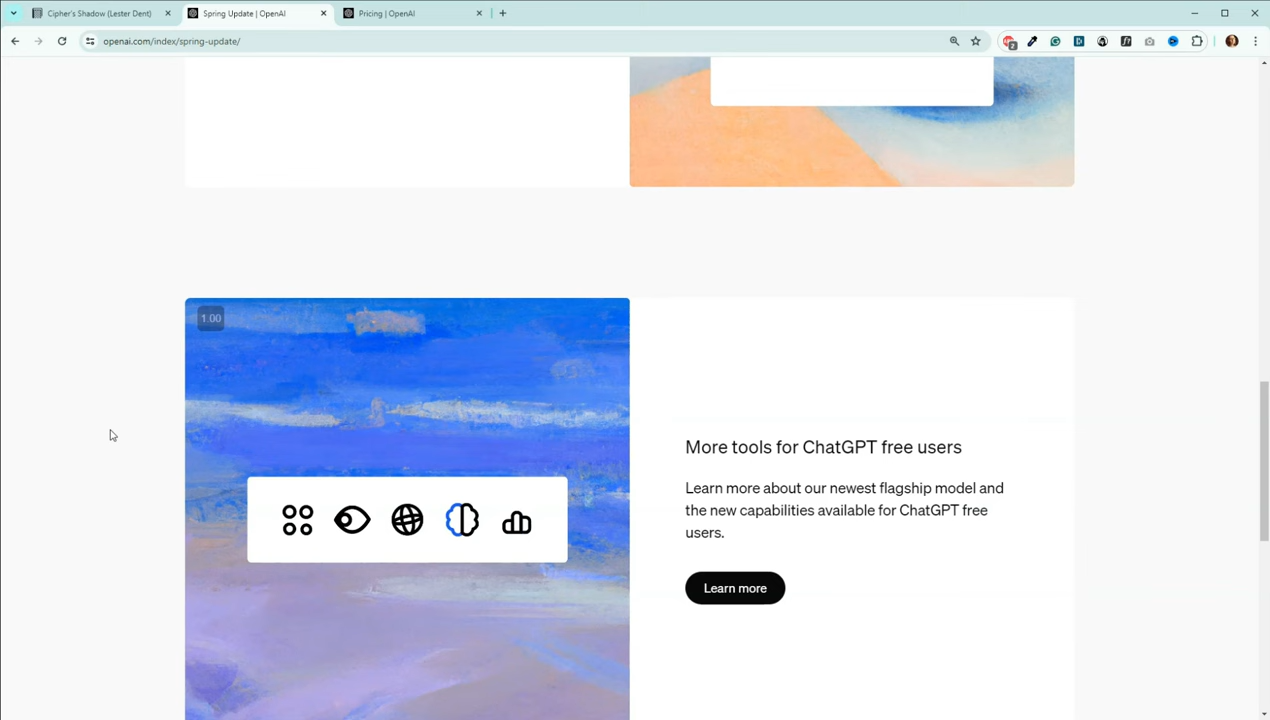 Cipher's Shadow (Lester Dent)
Spring Update | OpenAI
Pricing | OpenAI
openai.com/index/spring-update/
2
1.00
More tools for ChatGPT free users
Learn more about our newest flagship model and
the new capabilities available for ChatGPT free
users.
Learn more